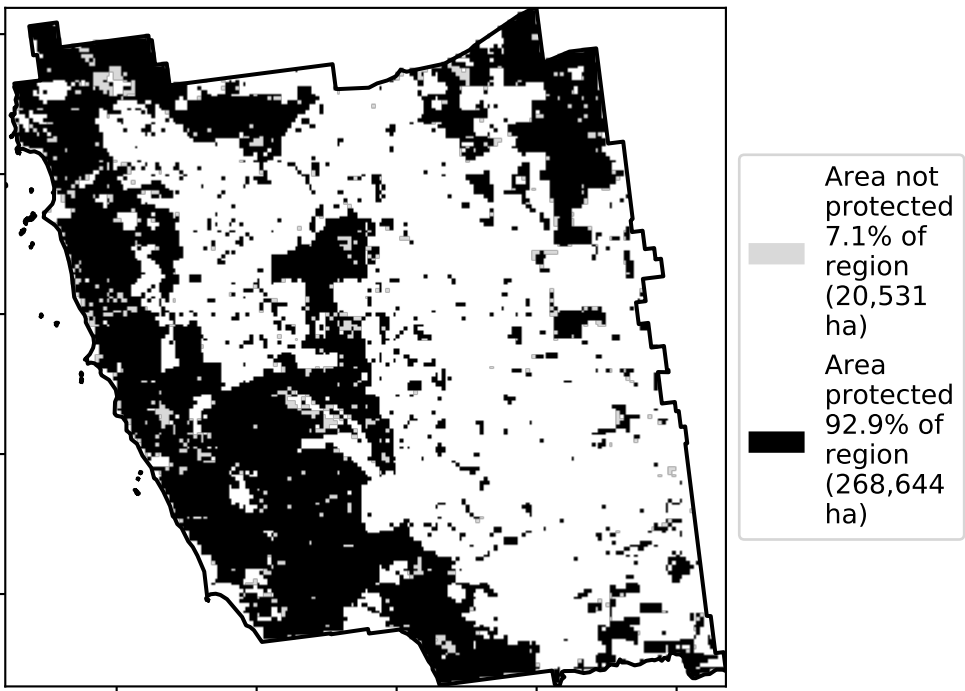 Area not
protected
7.1% of
region
(20,531
ha)
Area
protected
92.9% of
region
(268,644
ha)